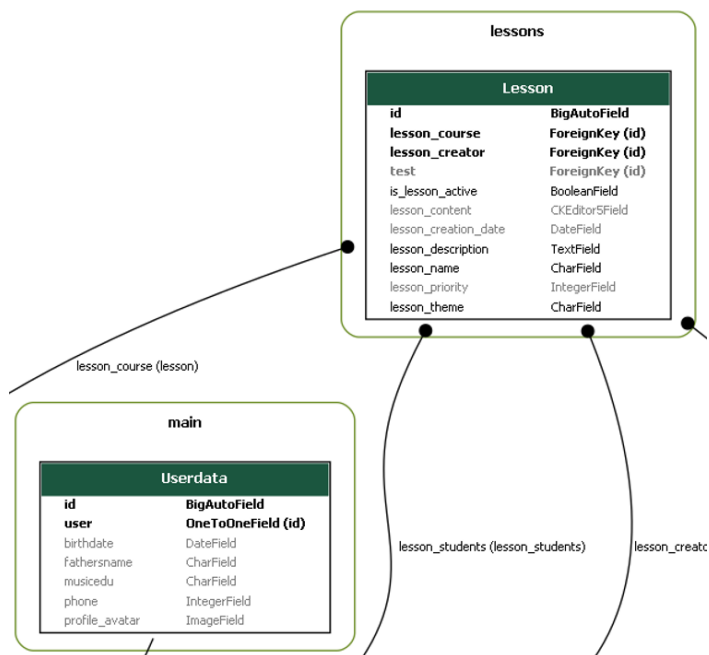 lessons
Lesson
id BigAutoField
lesson_course ForeignKey (id)
lesson_creator ForeignKey (id)
test ForeignKey (id)
is_lesson_active BooleanField
lesson_content CKEditor5Field
lesson_creation_date DateField
lesson_description TextField
lesson_name CharField
lesson_priority IntegerField
lesson_theme CharField
lesson_course (lesson)
main
Userdata
id BigAutoField
user OneToOneField (id)
birthdate DateField
fathersname CharField
musicedu CharField
phone IntegerField
profile_avatar ImageField
lesson_students (lesson_students)
lesson_creato